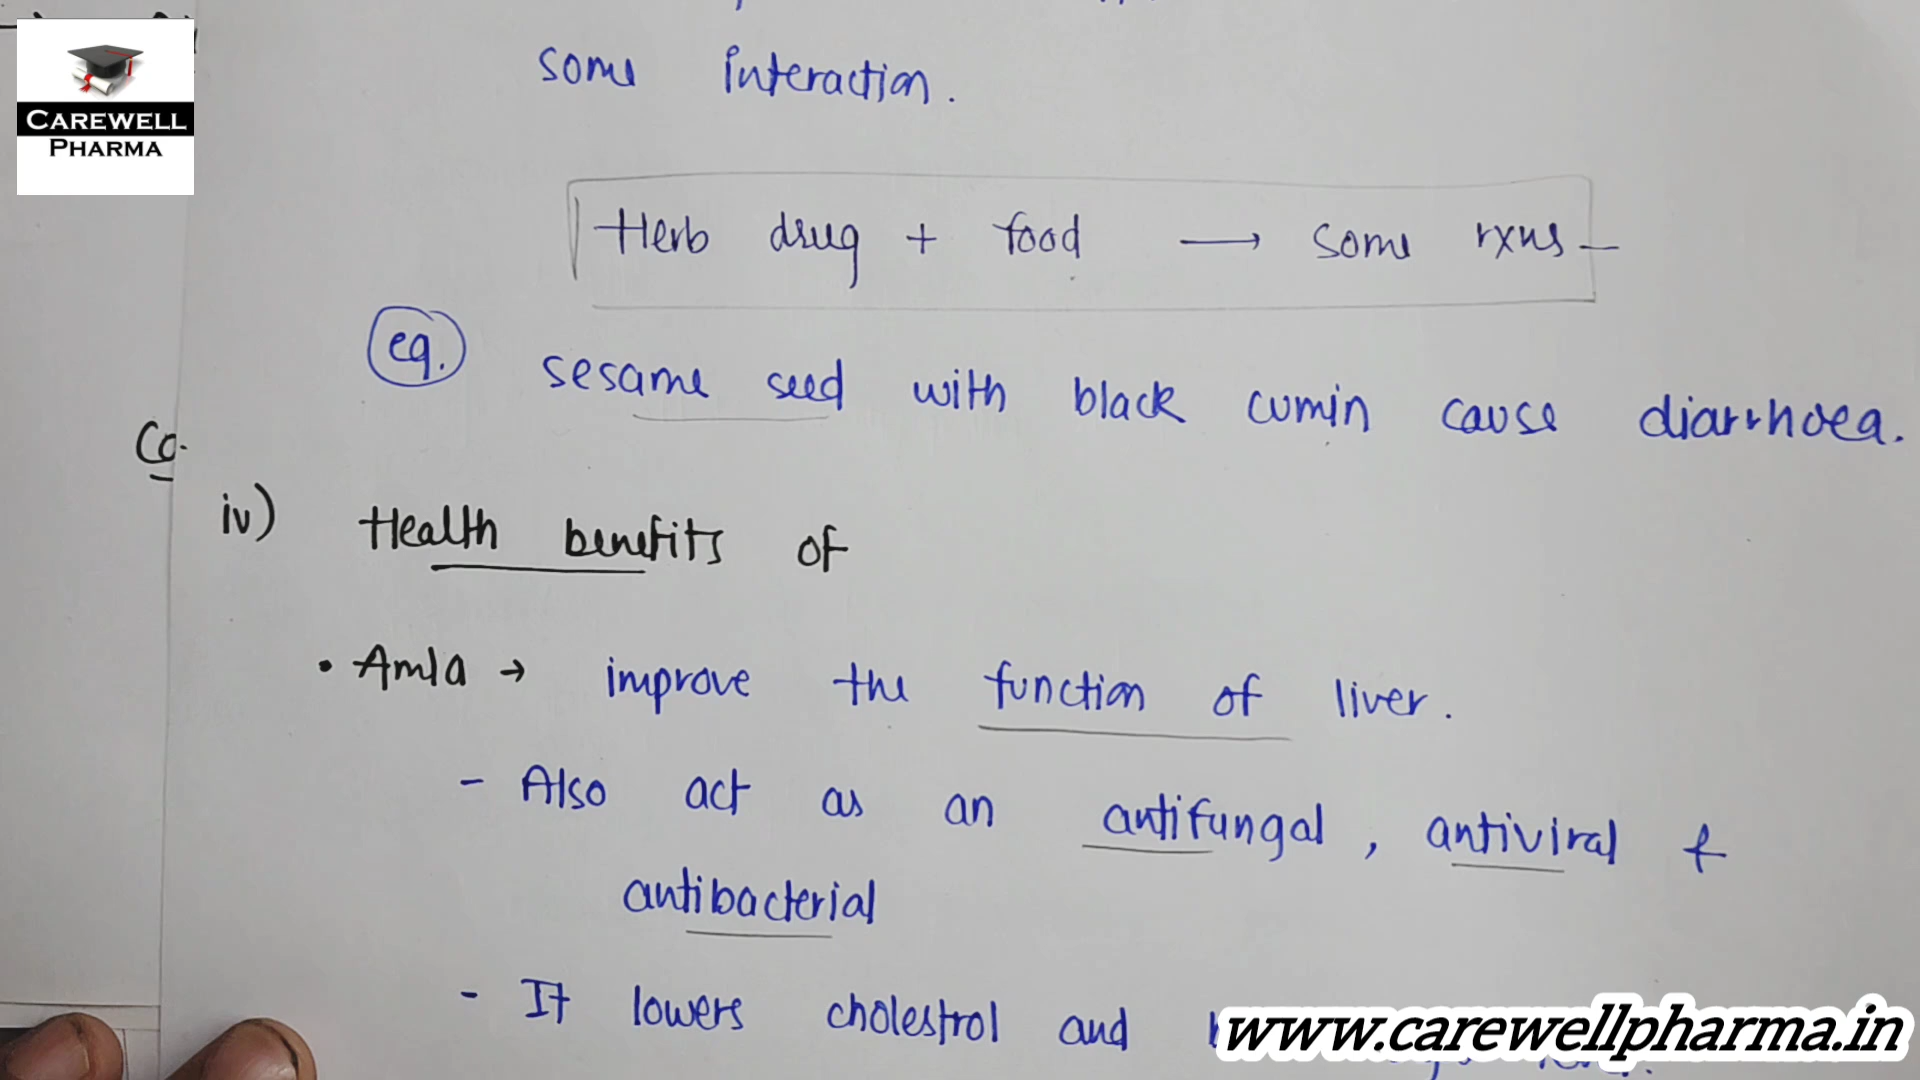 CAREWELL
PHARMA
some interaction.
Herb drug + food → some rxns
eg. sesame seed with black cumin cause diarrhoea.
Co-
iv) Health benefits of
• Amla → improve the function of liver.
- Also act as an antifungal, antiviral &
antibacterial
- It lowers cholestrol and
www.carewellpharma.in